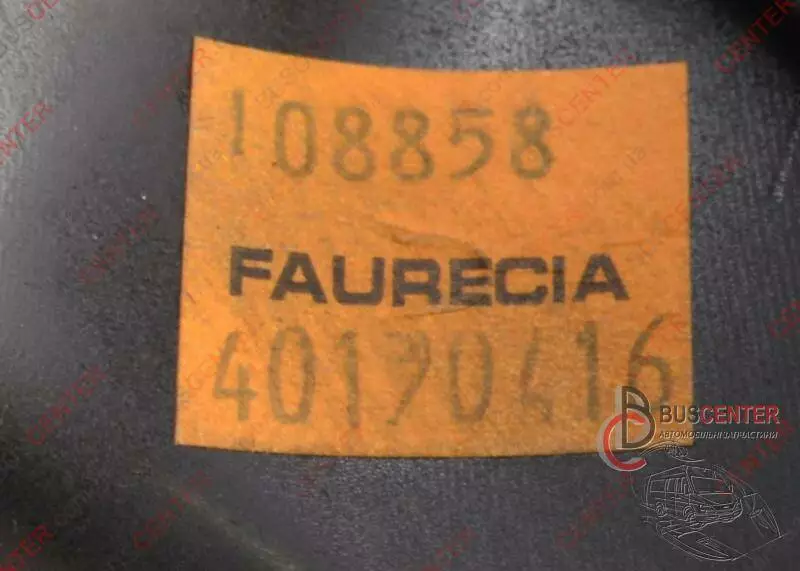 108858
FAURECIA
40170416
BUSCENTER
АВТОМОБІЛЬНІ ЗАПЧАСТИНИ